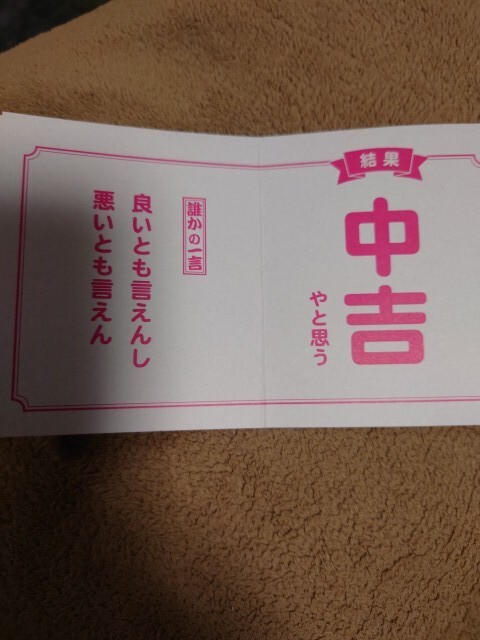 結果
中吉
やと思う
誰かの一言
良いとも言えんし
悪いとも言えん